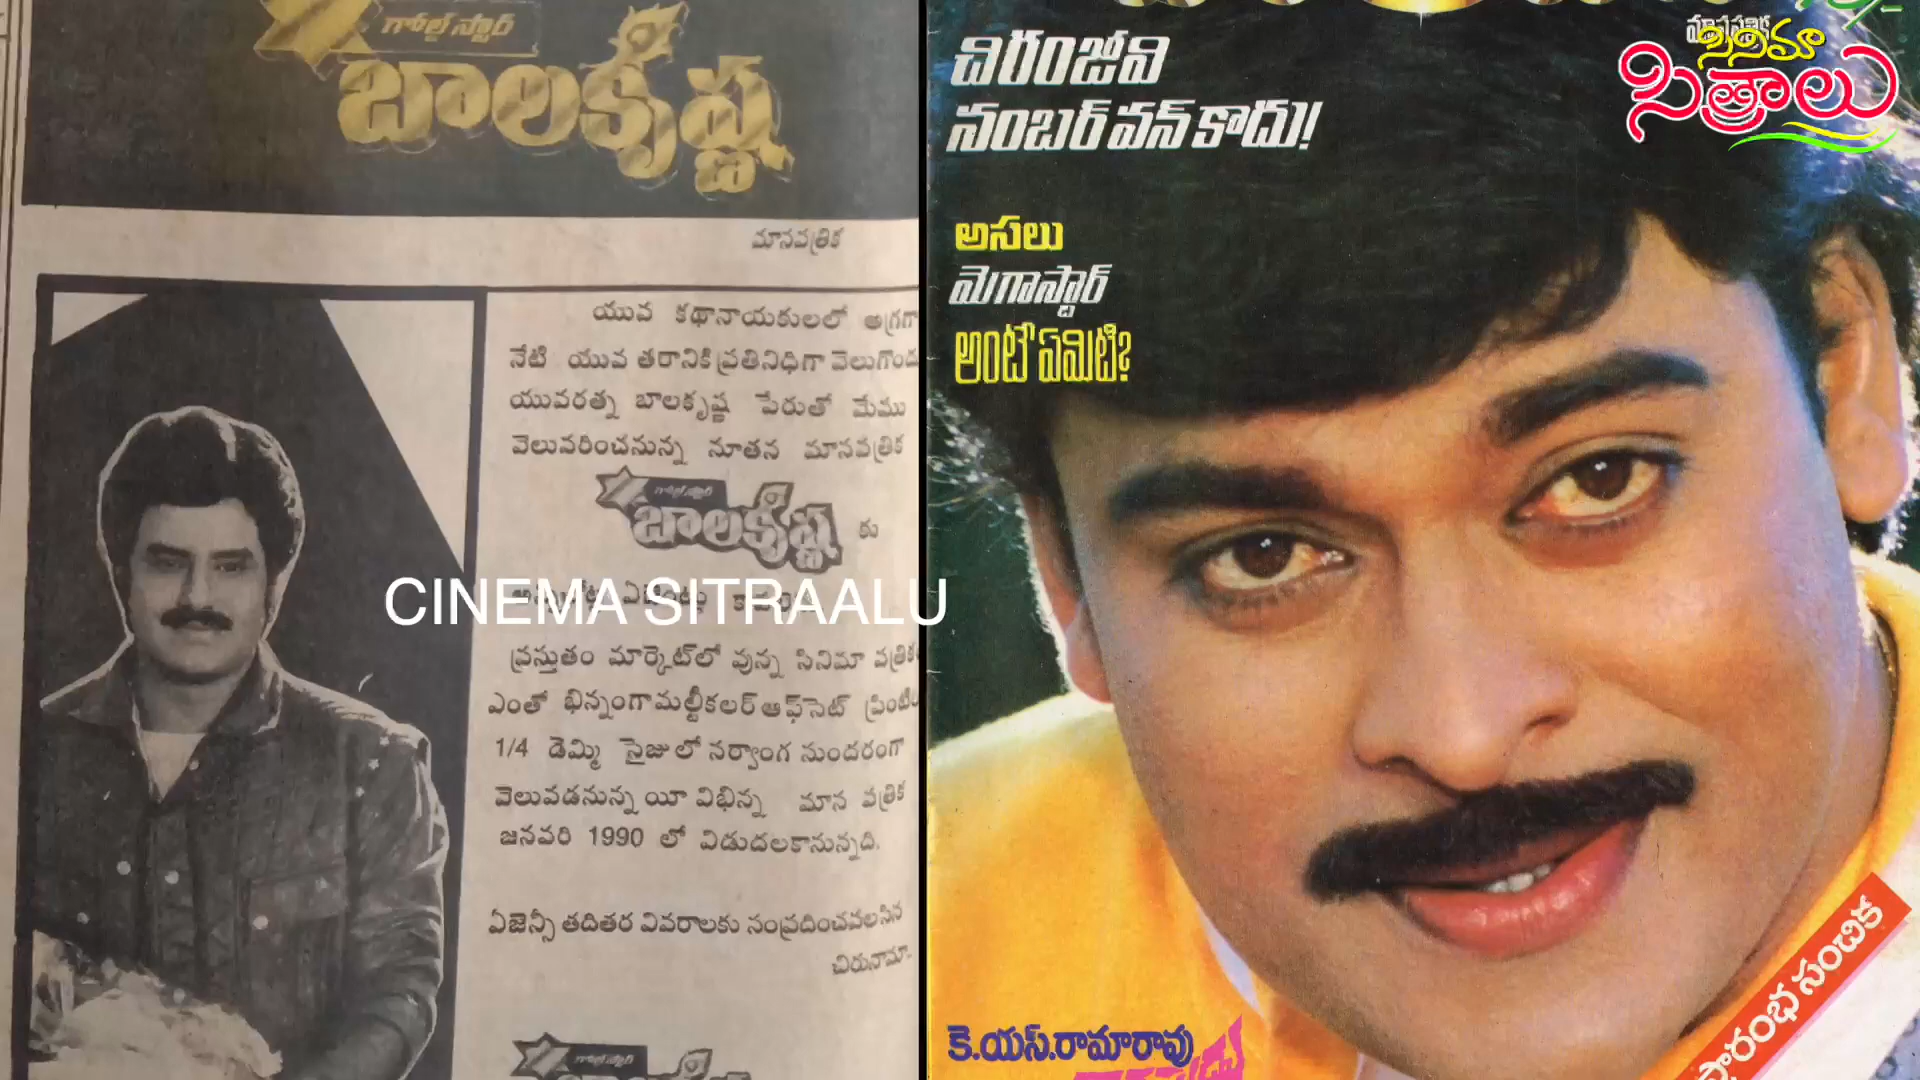 గోల్డ్ స్టార్
బాలకృష్ణ
మాసపత్రిక
యువ కథానాయకులలో
నేటి యువ తరానికి ప్రతినిధిగా
యువరత్న బాలకృష్ణ పేరుతో మేము
వెలువరించనున్న నూతన మాసపత్రిక
గోల్డ్ స్టార్
బాలకృష్ణ కు
CINEMA SITRAALU
ప్రస్తుతం మార్కెట్‌లో వున్న సినిమా
ఎంతో భిన్నంగా మల్టీకలర్ ఆఫ్‌సెట్
1/4 డెమ్మి సైజులో సర్వాంగ సుందరంగా
వెలువడనున్న యీ విభిన్న మాస పత్రిక
జనవరి 1990 లో విడుదలకానున్నది.
ఏజెన్సీ తదితర వివరాలకు సంప్రదించవలసిన
చిరునామా-
గోల్డ్ స్టార్
చిరంజీవి
నంబర్ వన్ కాదు!
అసలు
మెగాస్టార్
అంటే ఏమిటి?
కె.యస్.రామారావు
ప్రారంభ సంచిక
మాసపత్రిక
సినిమా
సిత్రాలు